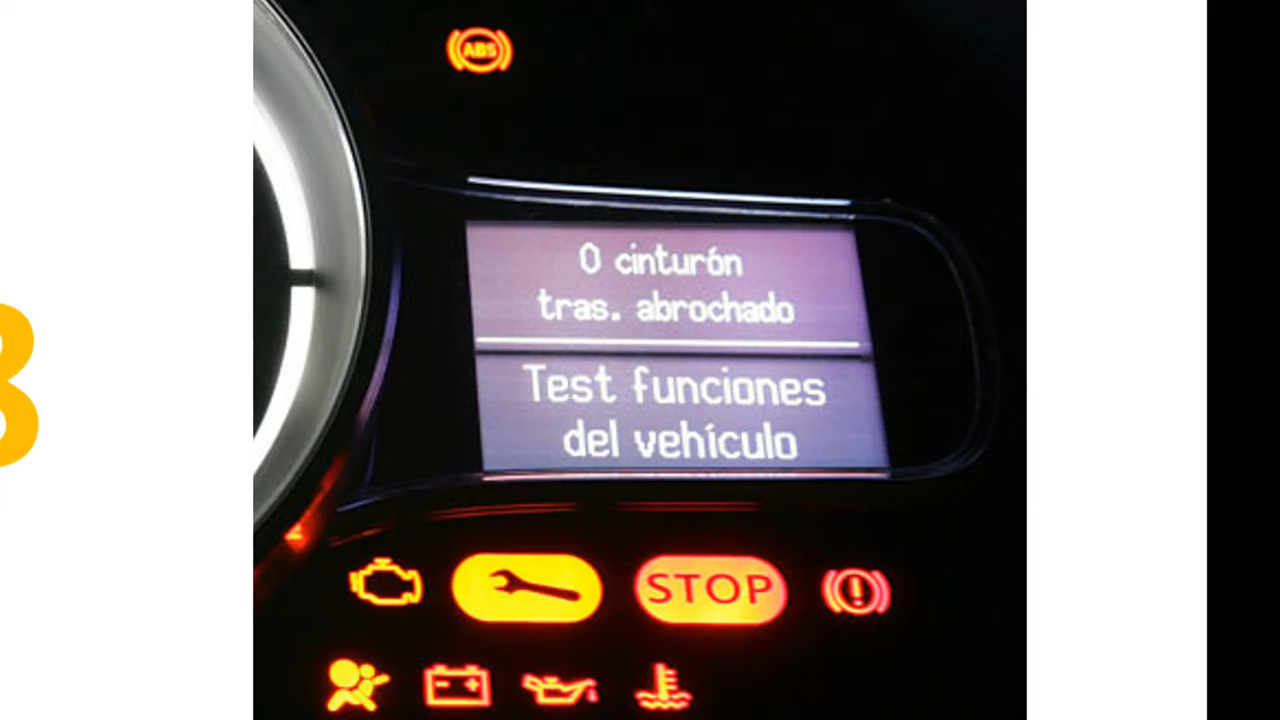 ABS
0 cinturón
tras. abrochado
Test funciones
del vehículo
STOP